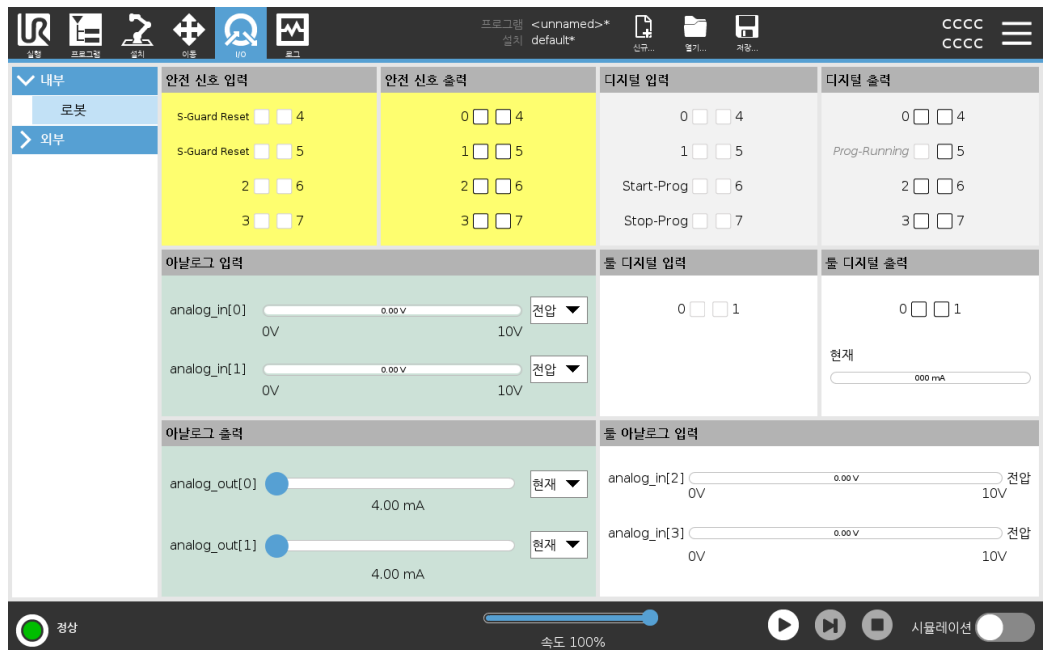 UR
프로그램 <unnamed>*
설치 default*
CCCC
CCCC
실행
프로그램
설치
이동
I/O
로그
신규...
열기...
저장...
내부
로봇
외부
안전 신호 입력
S-Guard Reset 4
S-Guard Reset 5
2 6
3 7
안전 신호 출력
0 4
1 5
2 6
3 7
디지털 입력
0 4
1 5
Start-Prog 6
Stop-Prog 7
디지털 출력
0 4
Prog-Running 5
2 6
3 7
아날로그 입력
analog_in[0] 0.00 V 전압
0V 10V
analog_in[1] 0.00 V 전압
0V 10V
툴 디지털 입력
0 1
툴 디지털 출력
0 1
현재
000 mA
아날로그 출력
analog_out[0] 현재
4.00 mA
analog_out[1] 현재
4.00 mA
툴 아날로그 입력
analog_in[2] 0.00 V 전압
0V 10V
analog_in[3] 0.00 V 전압
0V 10V
정상
속도 100%
시뮬레이션